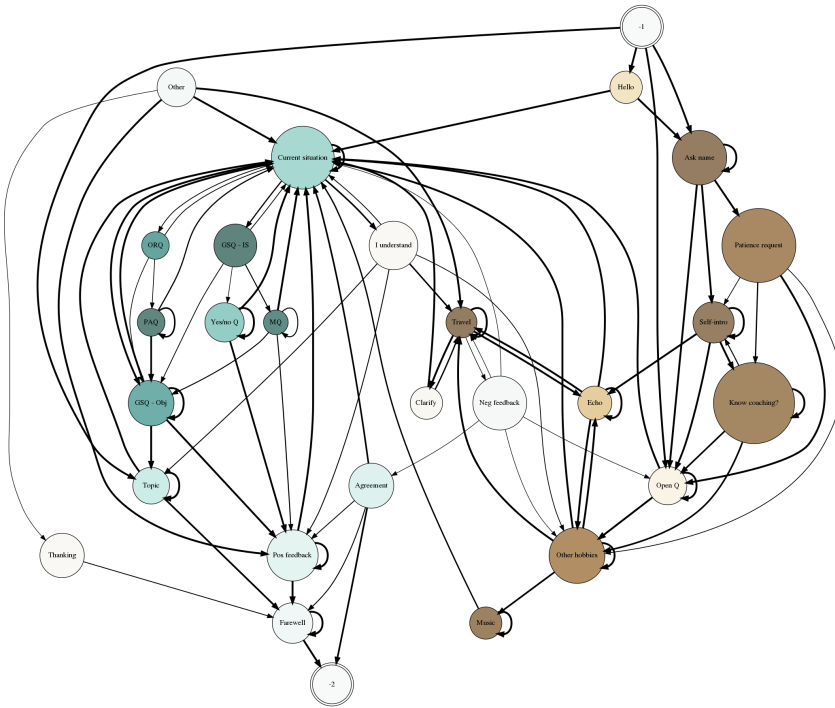 -1
Other
Hello
Current situation
Ask name
ORQ
GSQ - IS
I understand
Patience request
PAQ
Yes/no Q
MQ
Travel
Self-intro
GSQ - Obj
Clarify
Neg feedback
Echo
Know coaching?
Topic
Agreement
Open Q
Thanking
Pos feedback
Other hobbies
Farewell
Music
-2